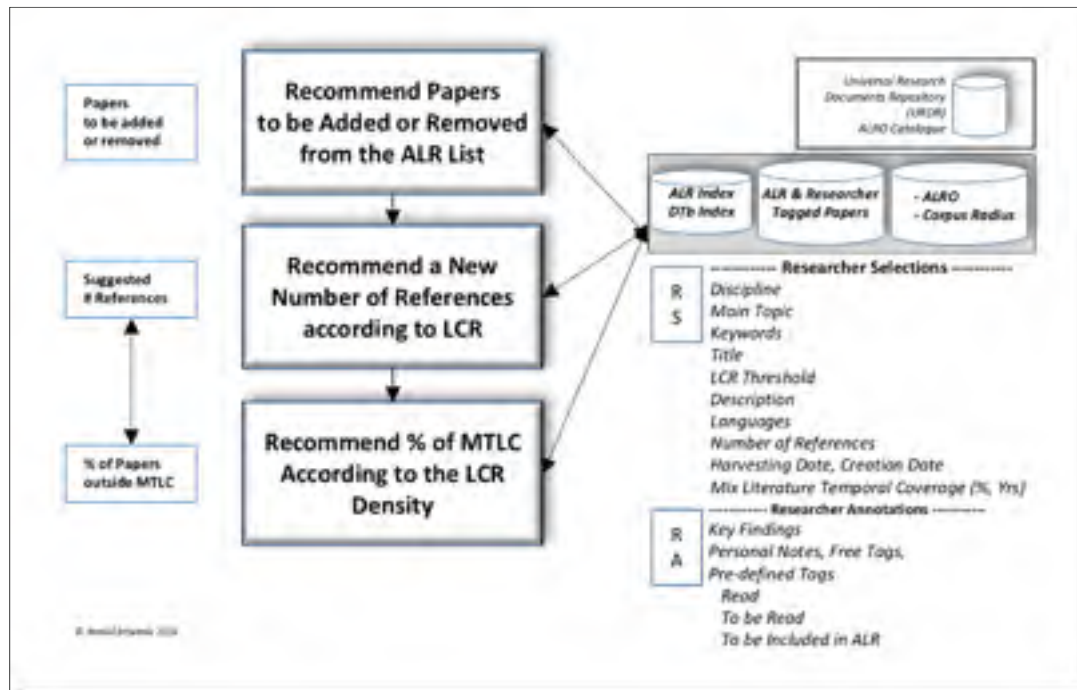 Papers
to be added
or removed
Suggested
# References
% of Papers
outside MTLC
Recommend Papers
to be Added or Removed
from the ALR List
Recommend a New
Number of References
according to LCR
Recommend % of MTLC
According to the LCR
Density
Universal Research
Documents Repository
(URDR)
ALRO Catalogue
ALR Index
DTb Index
ALR & Researcher
Tagged Papers
- ALRO
- Corpus Radius
R
S
----------- Researcher Selections -----------
Discipline
Main Topic
Keywords
Title
LCR Threshold
Description
Languages
Number of References
Harvesting Date, Creation Date
Mix Literature Temporal Coverage (%, Yrs)
---------- Researcher Annotations ----------
R
A
Key Findings
Personal Notes, Free Tags,
Pre-defined Tags
Read
To be Read
To be Included in ALR
©